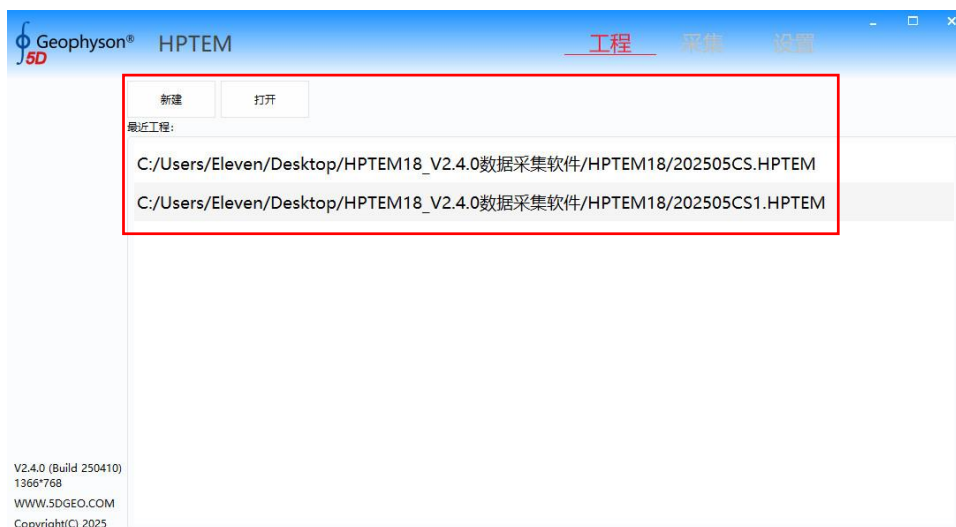 Geophyson®
5D
HPTEM
工程 采集 设置
新建 打开
最近工程:
C:/Users/Eleven/Desktop/HPTEM18_V2.4.0数据采集软件/HPTEM18/202505CS.HPTEM
C:/Users/Eleven/Desktop/HPTEM18_V2.4.0数据采集软件/HPTEM18/202505CS1.HPTEM
V2.4.0 (Build 250410)
1366*768
WWW.5DGEO.COM
Copyright(C) 2025